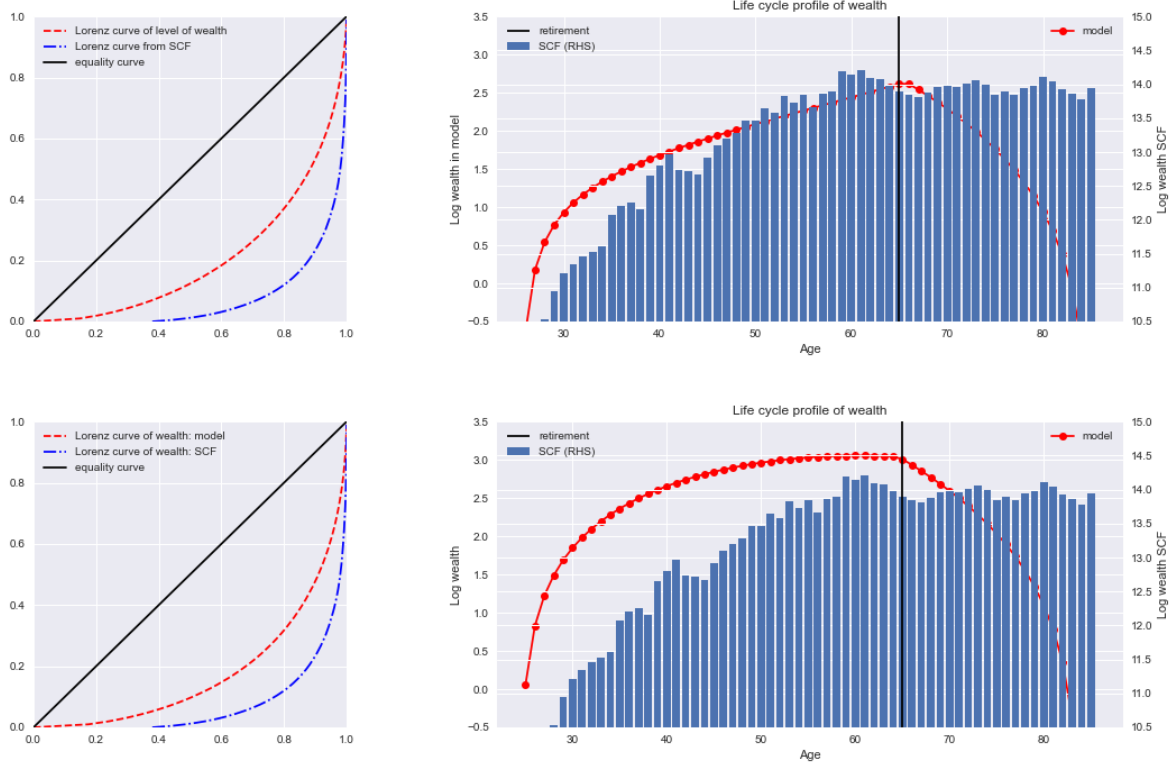 Lorenz curve of level of wealth
Lorenz curve from SCF
equality curve
1.0
0.8
0.6
0.4
0.2
0.0
0.0 0.2 0.4 0.6 0.8 1.0
Life cycle profile of wealth
retirement
SCF (RHS)
model
Log wealth in model
3.5
3.0
2.5
2.0
1.5
1.0
0.5
0.0
−0.5
30 40 50 60 70 80
Age
15.0
14.5
14.0
13.5
13.0
12.5
12.0
11.5
11.0
10.5
Log wealth SCF
Lorenz curve of wealth: model
Lorenz curve of wealth: SCF
equality curve
1.0
0.8
0.6
0.4
0.2
0.0
0.0 0.2 0.4 0.6 0.8 1.0
Life cycle profile of wealth
retirement
SCF (RHS)
model
Log wealth
3.5
3.0
2.5
2.0
1.5
1.0
0.5
0.0
−0.5
30 40 50 60 70 80
Age
15.0
14.5
14.0
13.5
13.0
12.5
12.0
11.5
11.0
10.5
Log wealth SCF